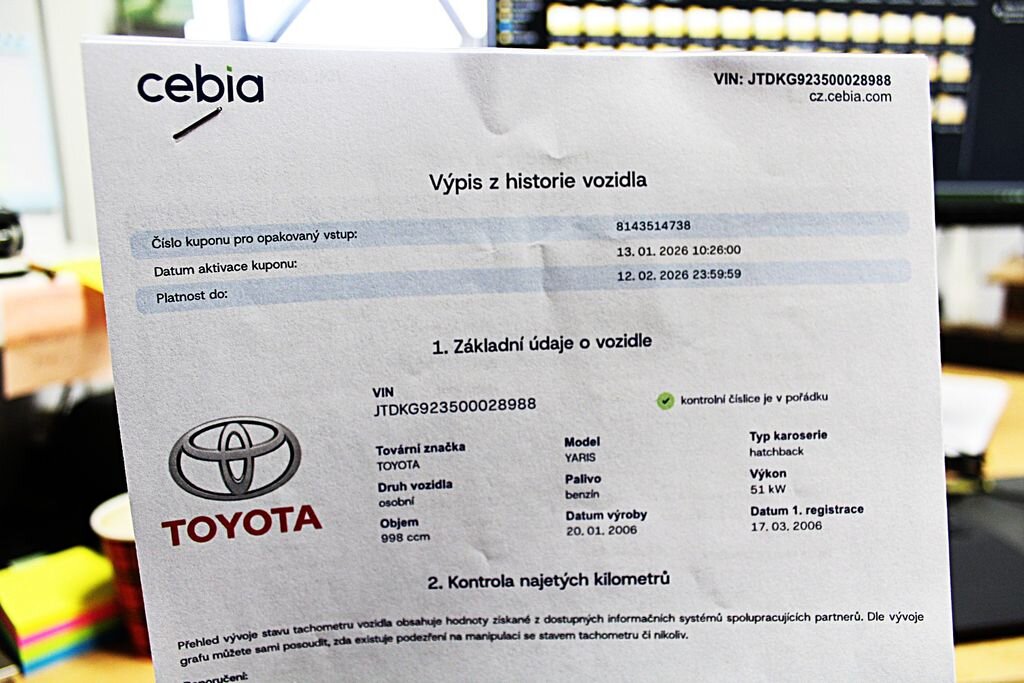 cebia
VIN: JTDKG923500028988
cz.cebia.com
Výpis z historie vozidla
Číslo kuponu pro opakovaný vstup: 8143514738
Datum aktivace kuponu: 13. 01. 2026 10:26:00
Platnost do: 12. 02. 2026 23:59:59
1. Základní údaje o vozidle
VIN
JTDKG923500028988
kontrolní číslice je v pořádku
Tovární značka Model Typ karoserie
TOYOTA YARIS hatchback
Druh vozidla Palivo Výkon
osobní benzín 51 kW
Objem Datum výroby Datum 1. registrace
998 ccm 20. 01. 2006 17. 03. 2006
TOYOTA
2. Kontrola najetých kilometrů
Přehled vývoje stavu tachometru vozidla obsahuje hodnoty získané z dostupných informačních systémů spolupracujících partnerů. Dle vývoje
grafu můžete sami posoudit, zda existuje podezření na manipulaci se stavem tachometru či nikoliv.
Doporučení: